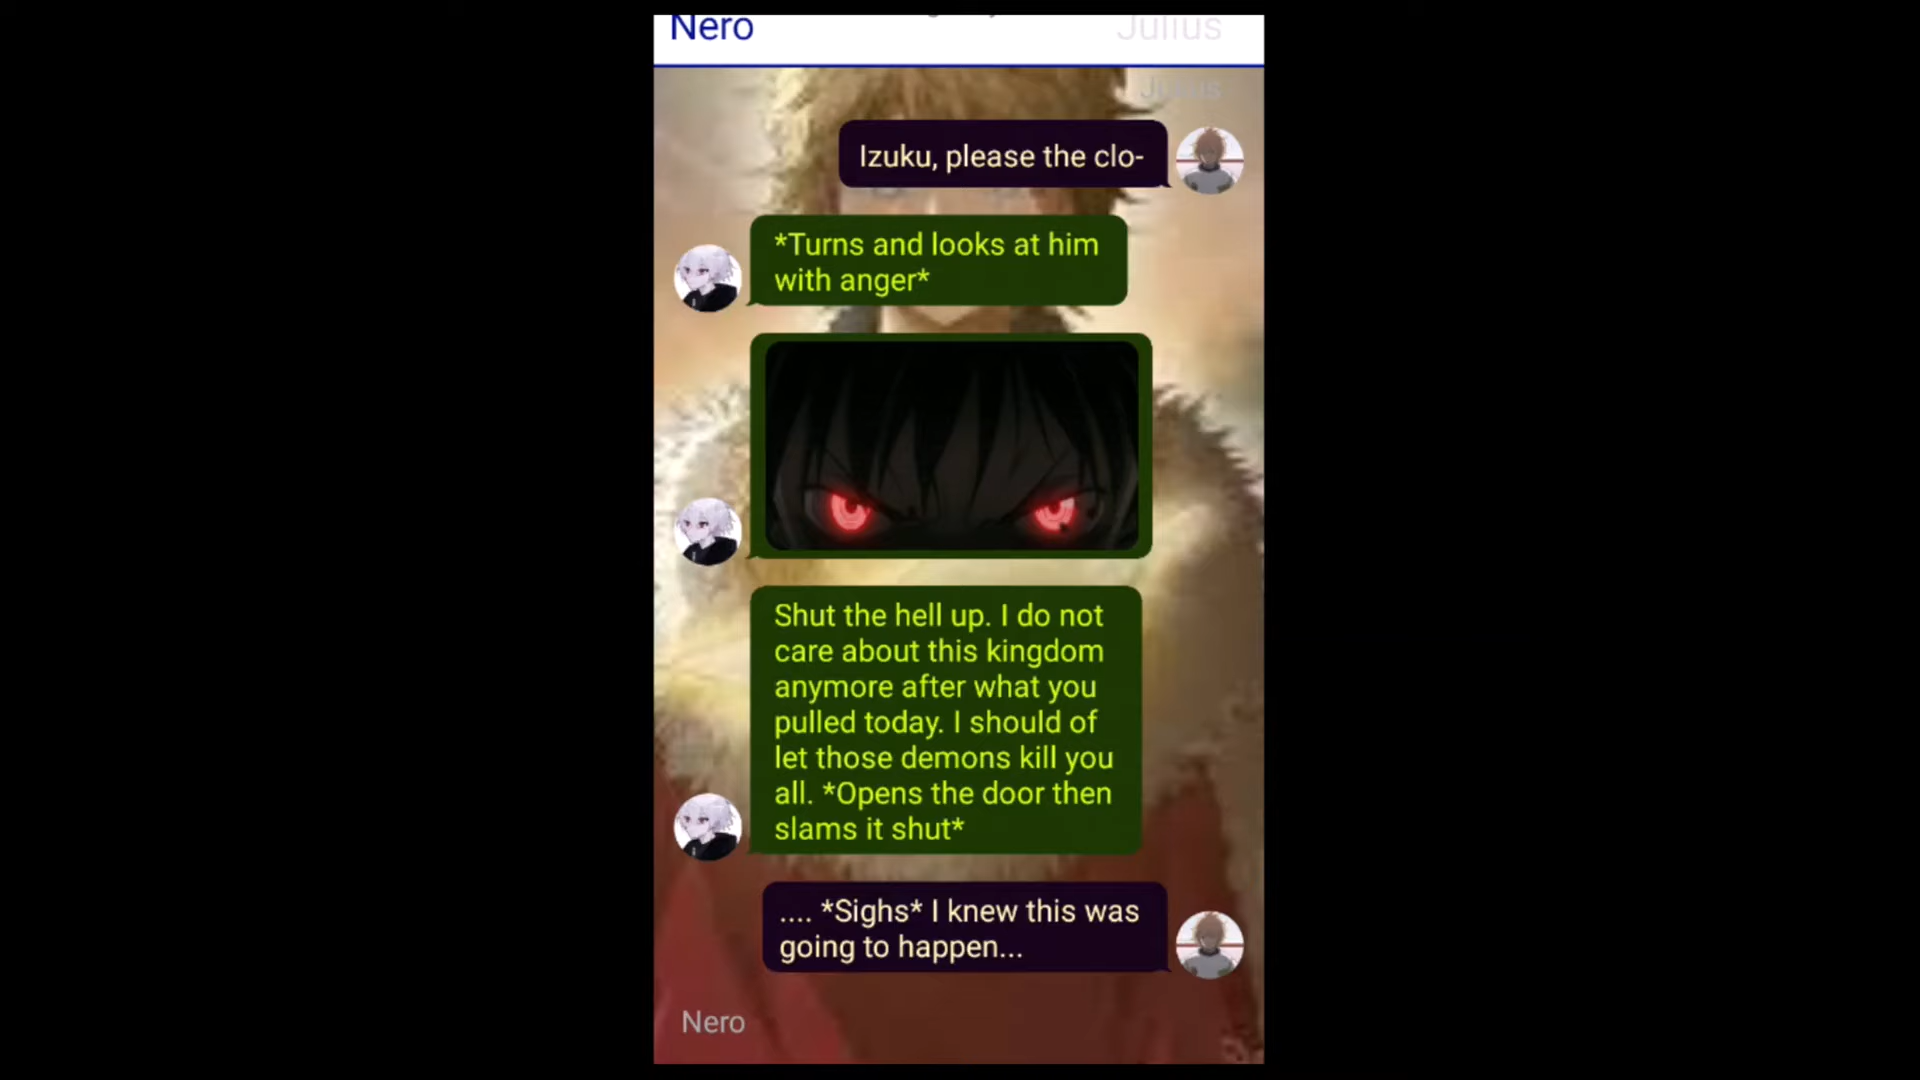 Nero
Julius
Julius
Izuku, please the clo-
*Turns and looks at him
with anger*
Shut the hell up. I do not
care about this kingdom
anymore after what you
pulled today. I should of
let those demons kill you
all. *Opens the door then
slams it shut*
.... *Sighs* I knew this was
going to happen...
Nero